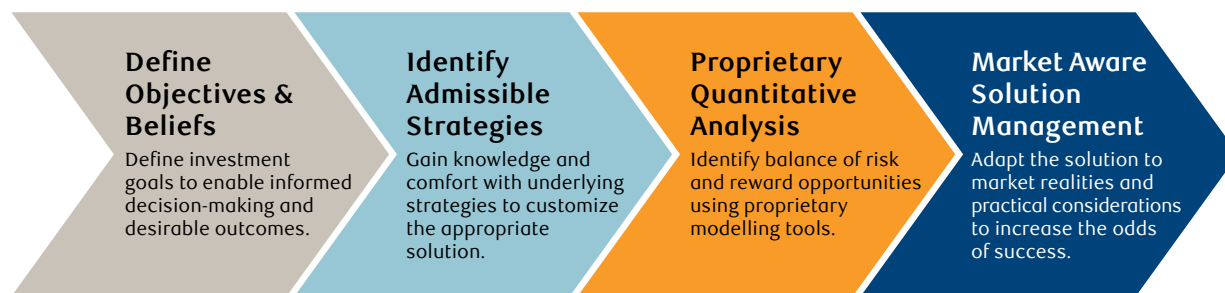 Define
Objectives &
Beliefs
Define investment
goals to enable informed
decision-making and
desirable outcomes.
Identify
Admissible
Strategies
Gain knowledge and
comfort with underlying
strategies to customize
the appropriate
solution.
Proprietary
Quantitative
Analysis
Identify balance of risk
and reward opportunities
using proprietary
modelling tools.
Market Aware
Solution
Management
Adapt the solution to
market realities and
practical considerations
to increase the odds
of success.